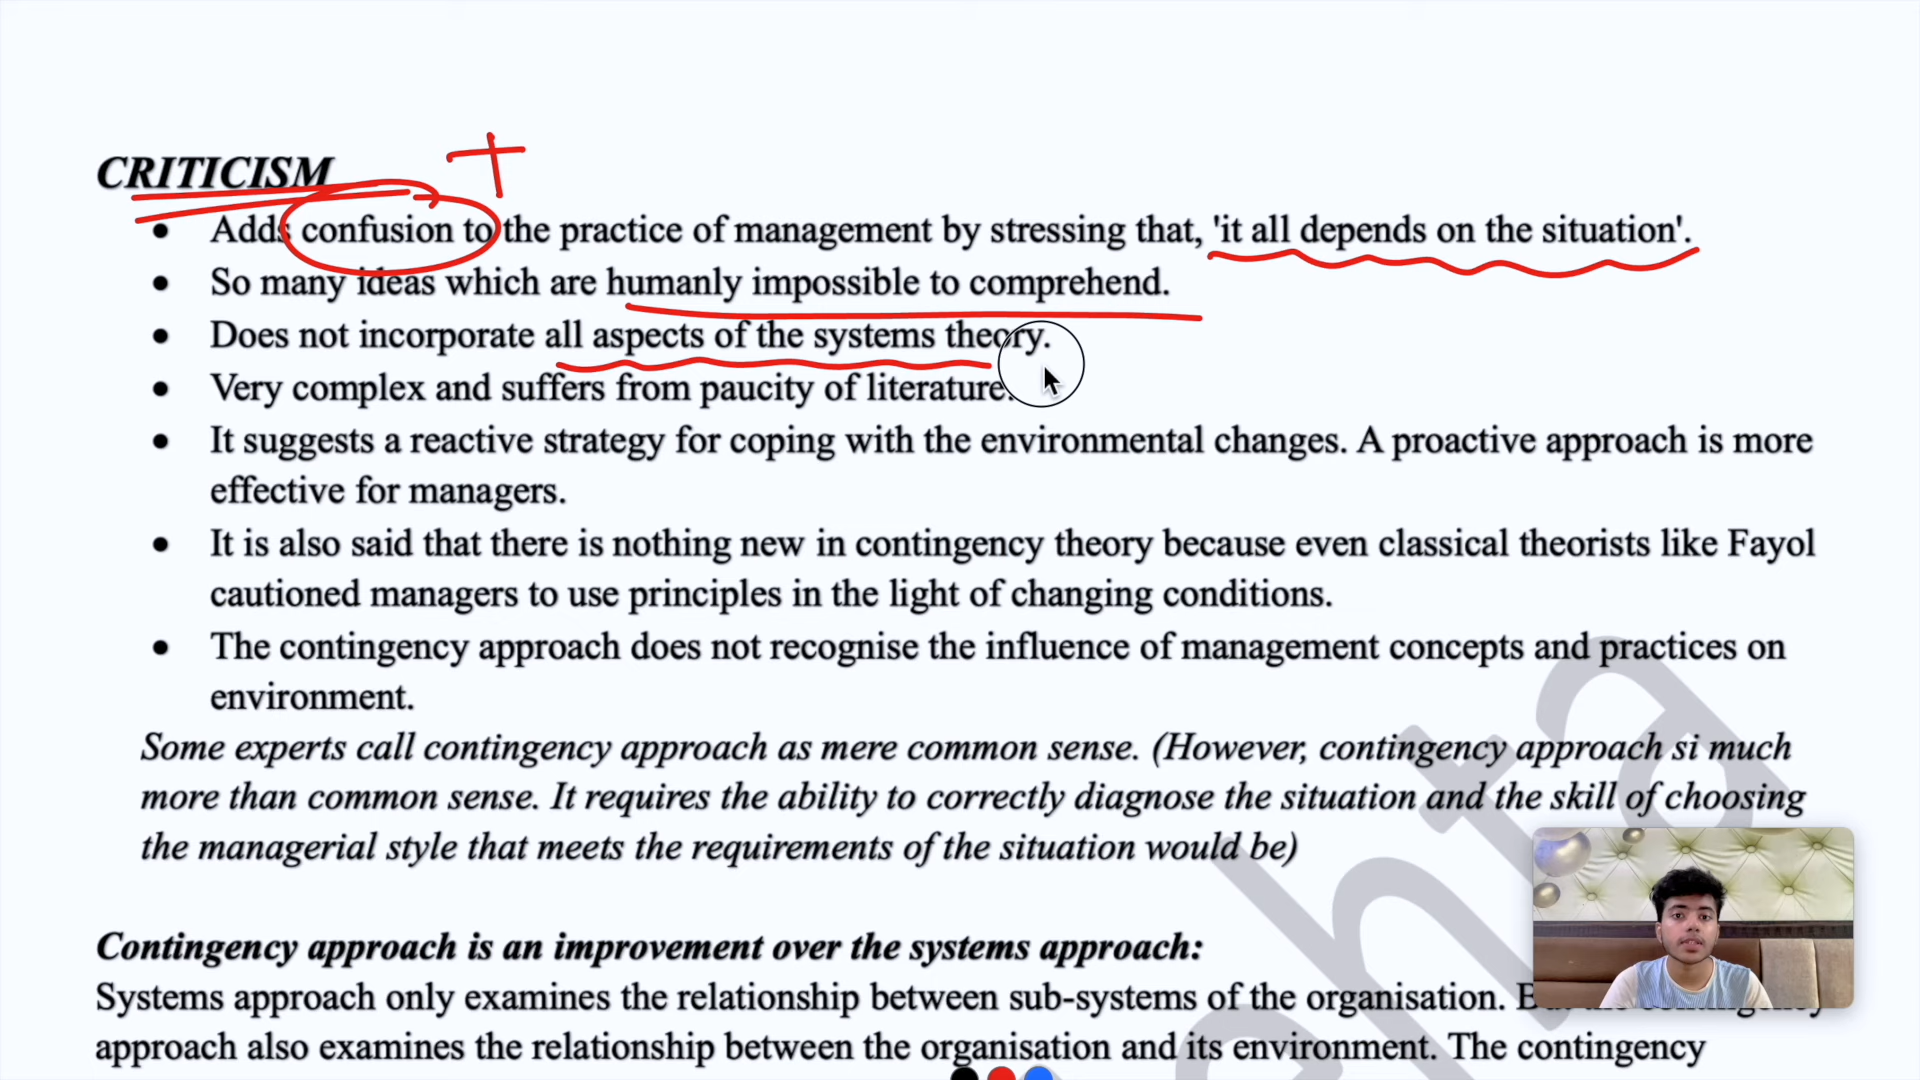 CRITICISM
• Adds confusion to the practice of management by stressing that, 'it all depends on the situation'.
• So many ideas which are humanly impossible to comprehend.
• Does not incorporate all aspects of the systems theory.
• Very complex and suffers from paucity of literature.
• It suggests a reactive strategy for coping with the environmental changes. A proactive approach is more
effective for managers.
• It is also said that there is nothing new in contingency theory because even classical theorists like Fayol
cautioned managers to use principles in the light of changing conditions.
• The contingency approach does not recognise the influence of management concepts and practices on
environment.
Some experts call contingency approach as mere common sense. (However, contingency approach si much
more than common sense. It requires the ability to correctly diagnose the situation and the skill of choosing
the managerial style that meets the requirements of the situation would be)
Contingency approach is an improvement over the systems approach:
Systems approach only examines the relationship between sub-systems of the organisation. contingency
approach also examines the relationship between the organisation and its environment. The contingency